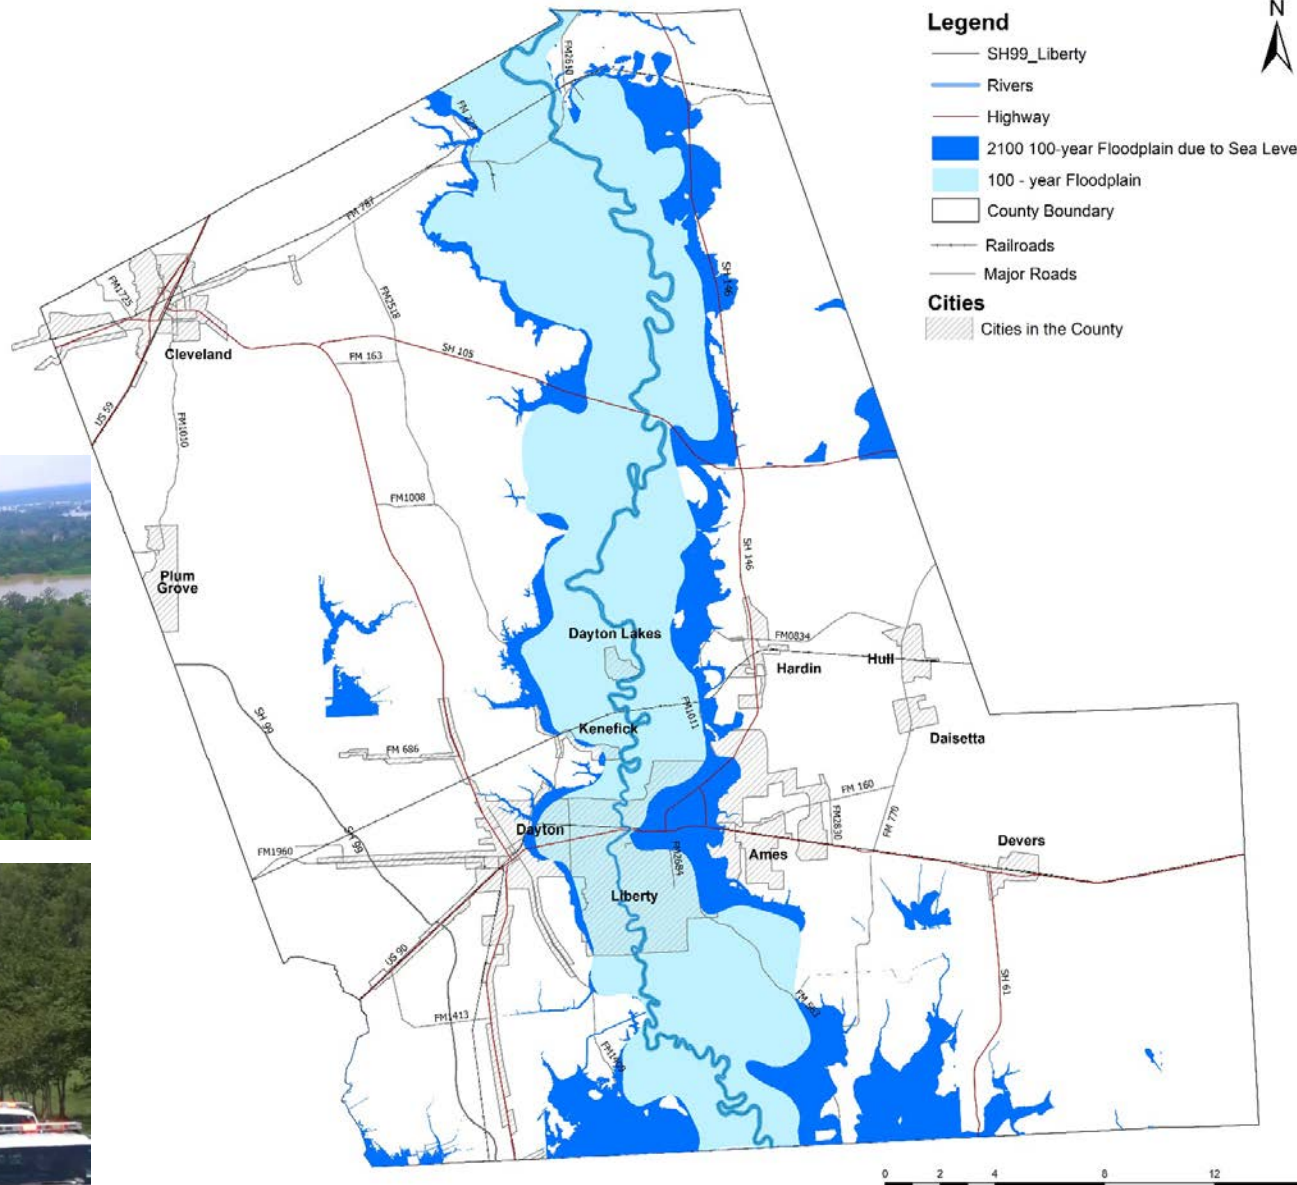 N
Legend
SH99_Liberty
Rivers
Highway
2100 100-year Floodplain due to Sea Leve
100 - year Floodplain
County Boundary
Railroads
Major Roads
Cities
Cities in the County
FM2610
FM 787
FM1725
Cleveland
FM2518
FM 163
SH 105
SH 146
US 59
FM1010
FM1008
SH 146
Plum
Grove
Dayton Lakes
FM0834
Hull
Hardin
SH 99
FM1011
Kenefick
Daisetta
FM 686
FM 160
SH 99
Dayton
FM2830
FM 770
FM1960
FM2684
Ames
Devers
Liberty
US 90
SH 61
FM 563
FM1413
FM1409
0 2 4 8 12